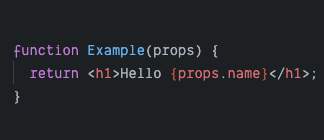 function Example(props) {
  return <h1>Hello {props.name}</h1>;
}